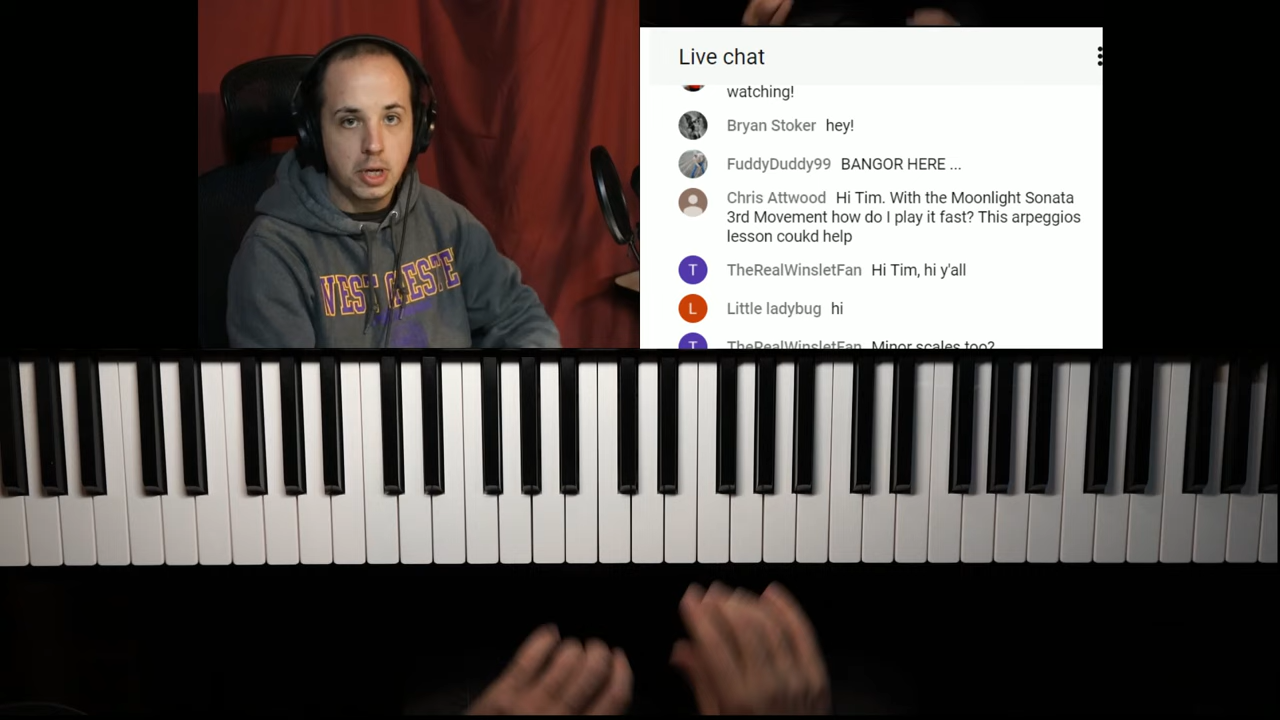 Live chat
watching!
Bryan Stoker hey!
FuddyDuddy99 BANGOR HERE ...
Chris Attwood Hi Tim. With the Moonlight Sonata
3rd Movement how do I play it fast? This arpeggios
lesson coukd help
T TheRealWinsletFan Hi Tim, hi y'all
L Little ladybug hi
T TheRealWinsletFan Minor scales too?
WEST CHESTE